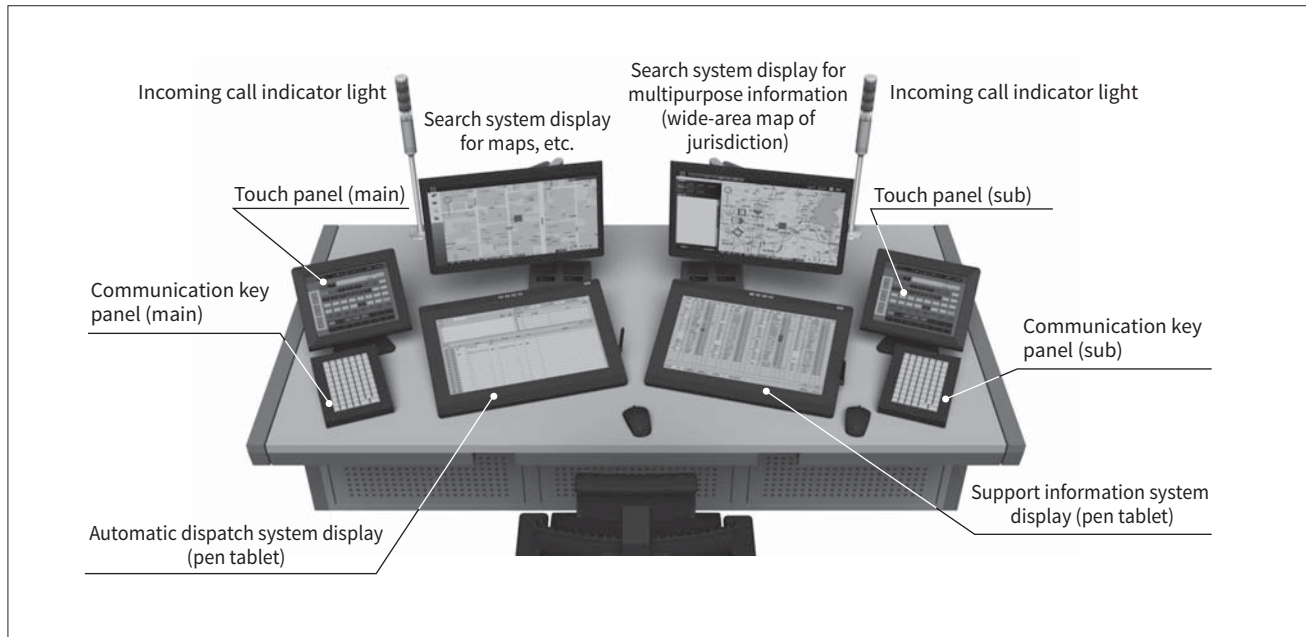 Incoming call indicator light
Search system display
for maps, etc.
Search system display for
multipurpose information
(wide-area map of
jurisdiction)
Incoming call indicator light
Touch panel (main)
Touch panel (sub)
Communication key
panel (main)
Communication key
panel (sub)
Automatic dispatch system display
(pen tablet)
Support information system
display (pen tablet)